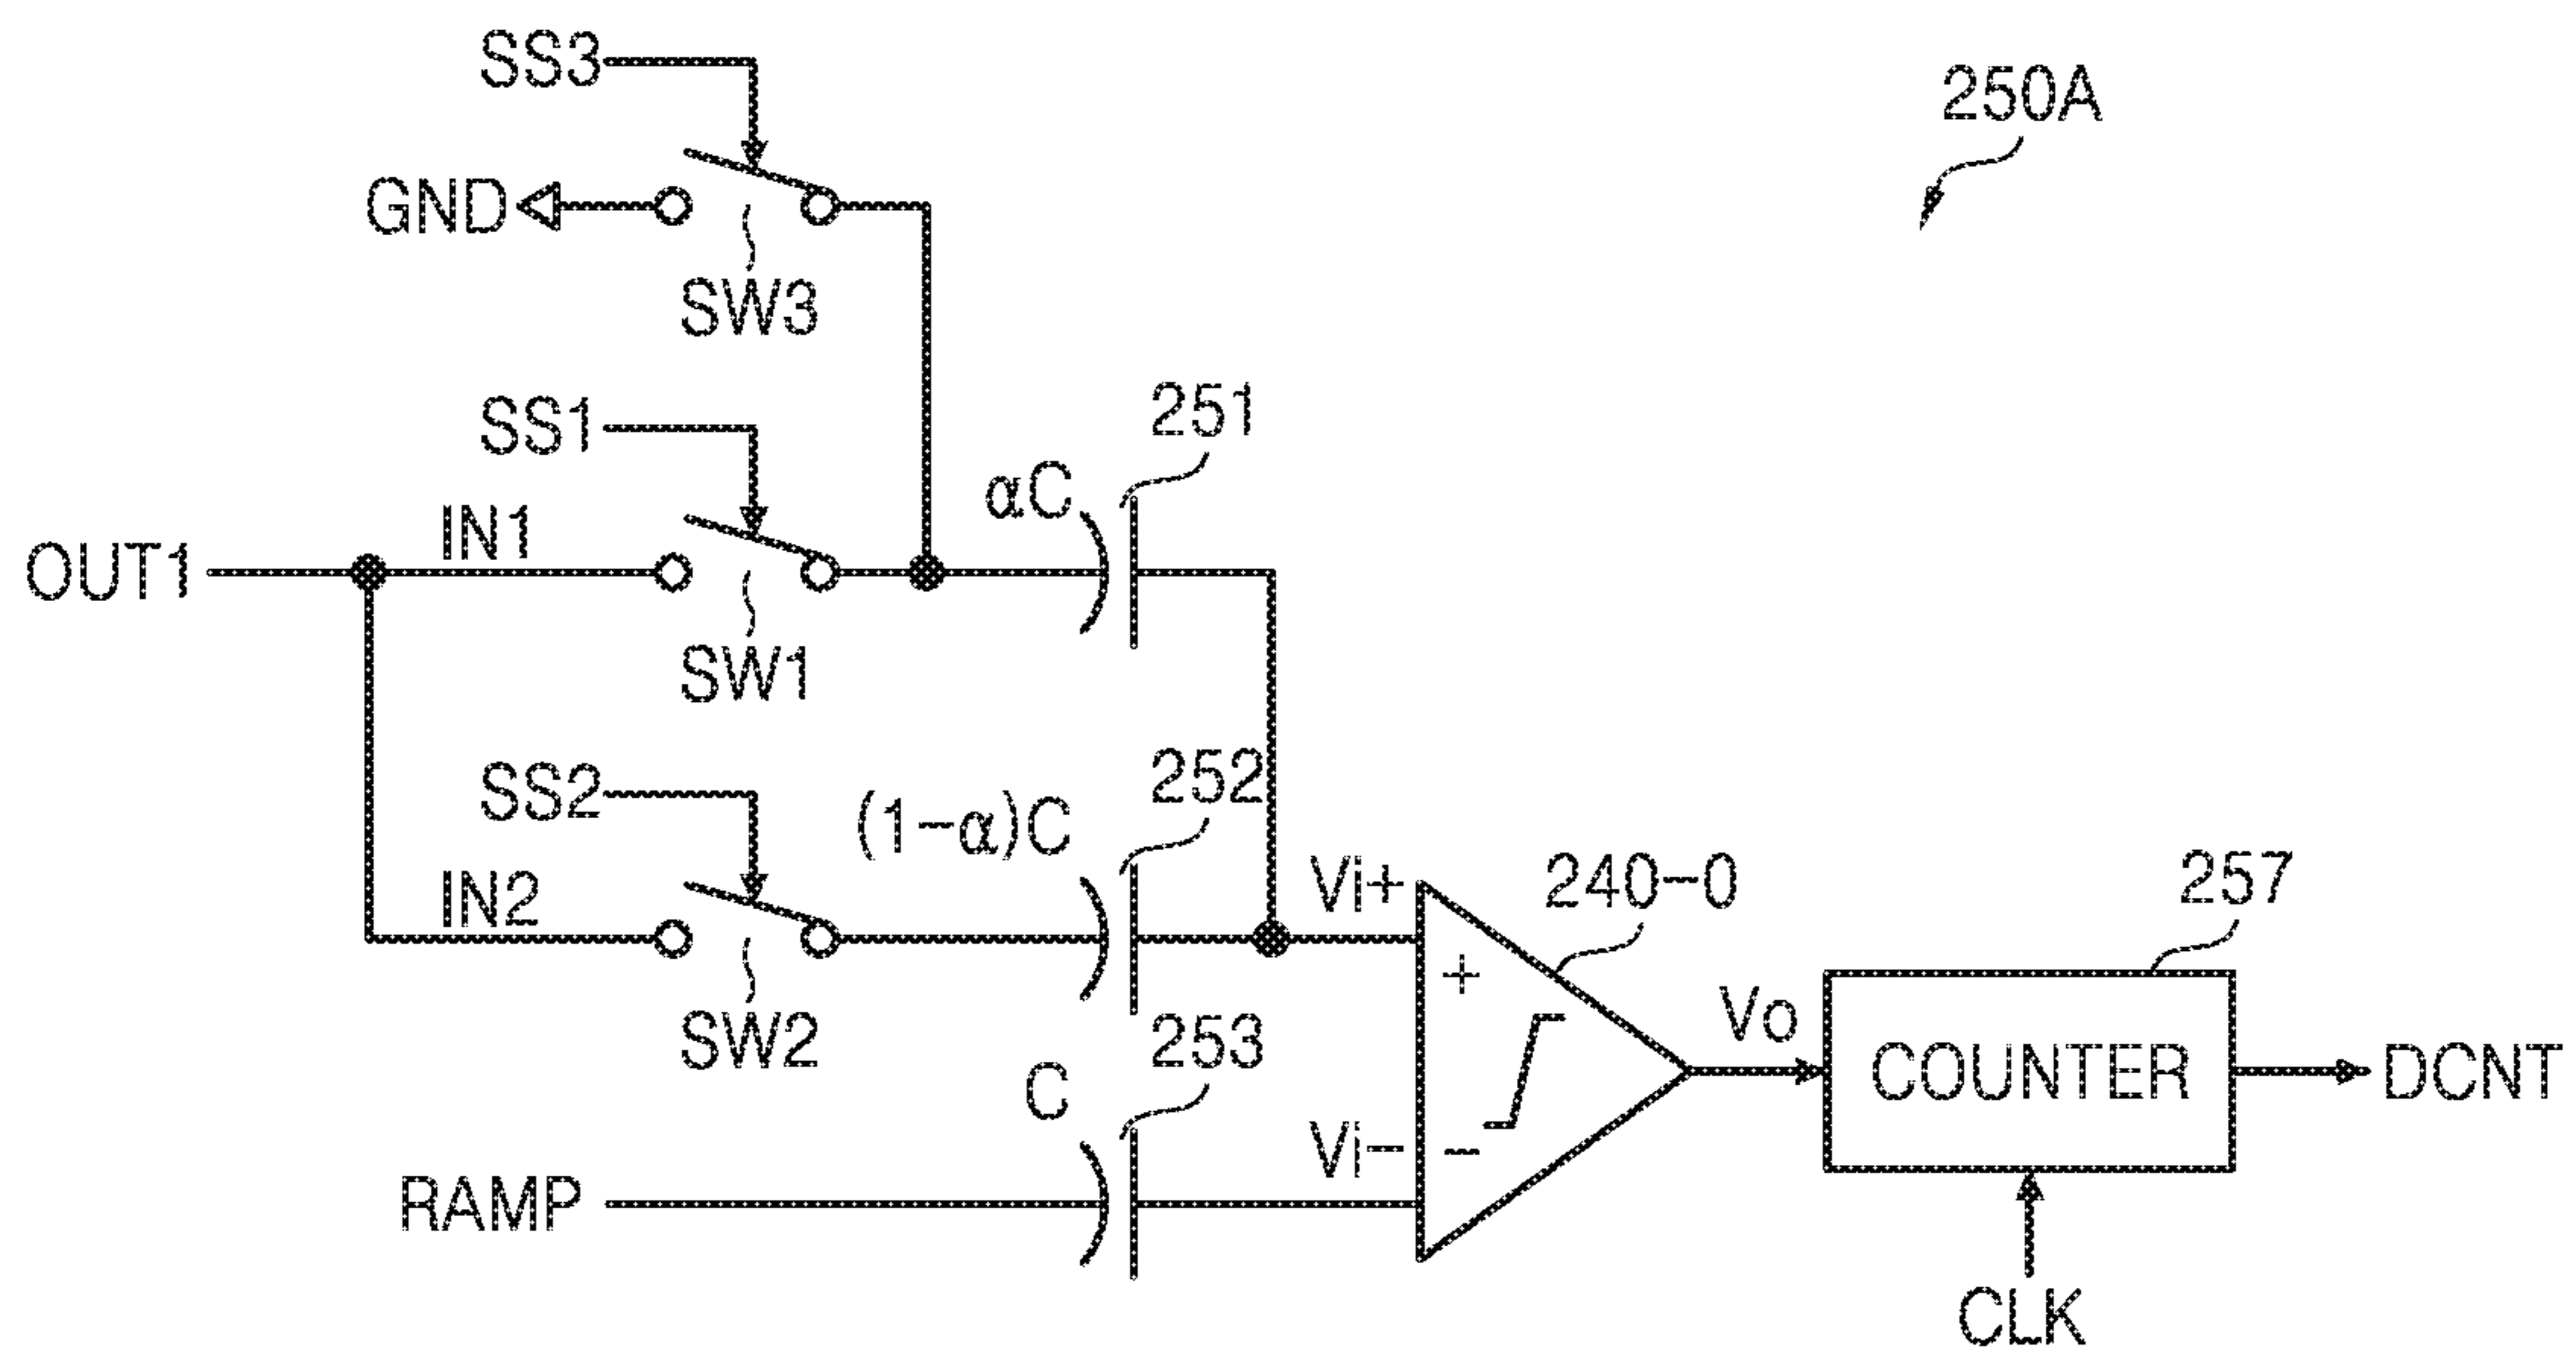 SS3
250A
GND
SW3
SS1
251
αC
IN1
OUT1
SW1
SS2
252
(1-α)C
Vi+
240-0
257
IN2
+
Vo
SW2
253
COUNTER
DCNT
C
Vi-
-
RAMP
CLK